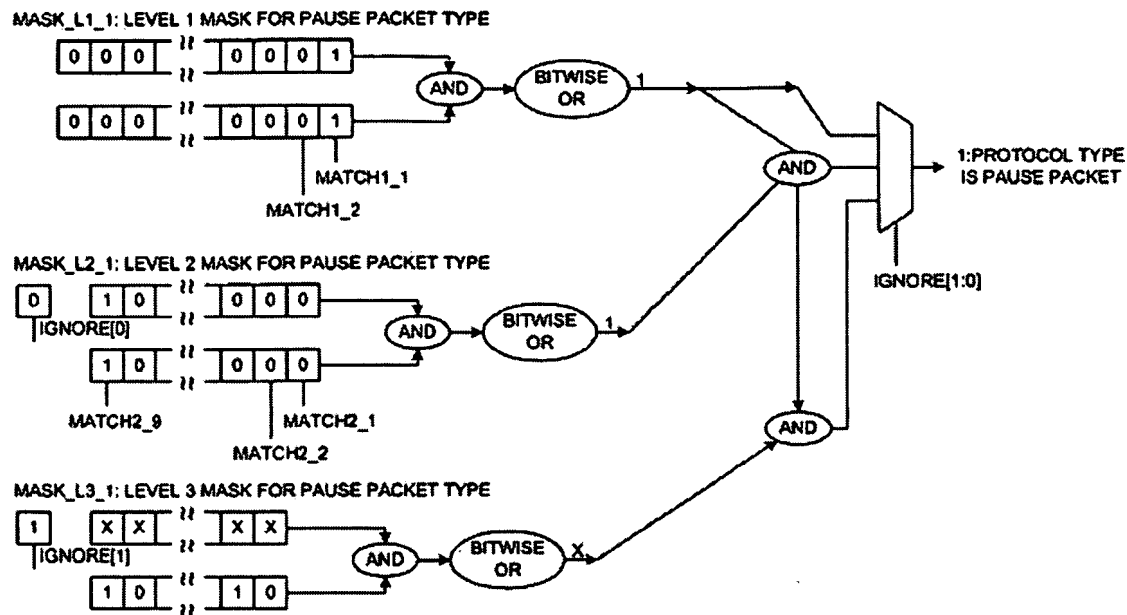 MASK_L1_1: LEVEL 1 MASK FOR PAUSE PACKET TYPE
0 0 0 0 0 0 1
AND
BITWISE
OR
1
0 0 0 0 0 0 1
MATCH1_1
MATCH1_2
AND
1:PROTOCOL TYPE
IS PAUSE PACKET
IGNORE[1:0]
MASK_L2_1: LEVEL 2 MASK FOR PAUSE PACKET TYPE
0 1 0 0 0 0
IGNORE[0]
AND
BITWISE
OR
1
1 0 0 0 0
MATCH2_9
MATCH2_1
MATCH2_2
AND
MASK_L3_1: LEVEL 3 MASK FOR PAUSE PACKET TYPE
1 X X X X
IGNORE[1]
AND
BITWISE
OR
X
1 0 1 0